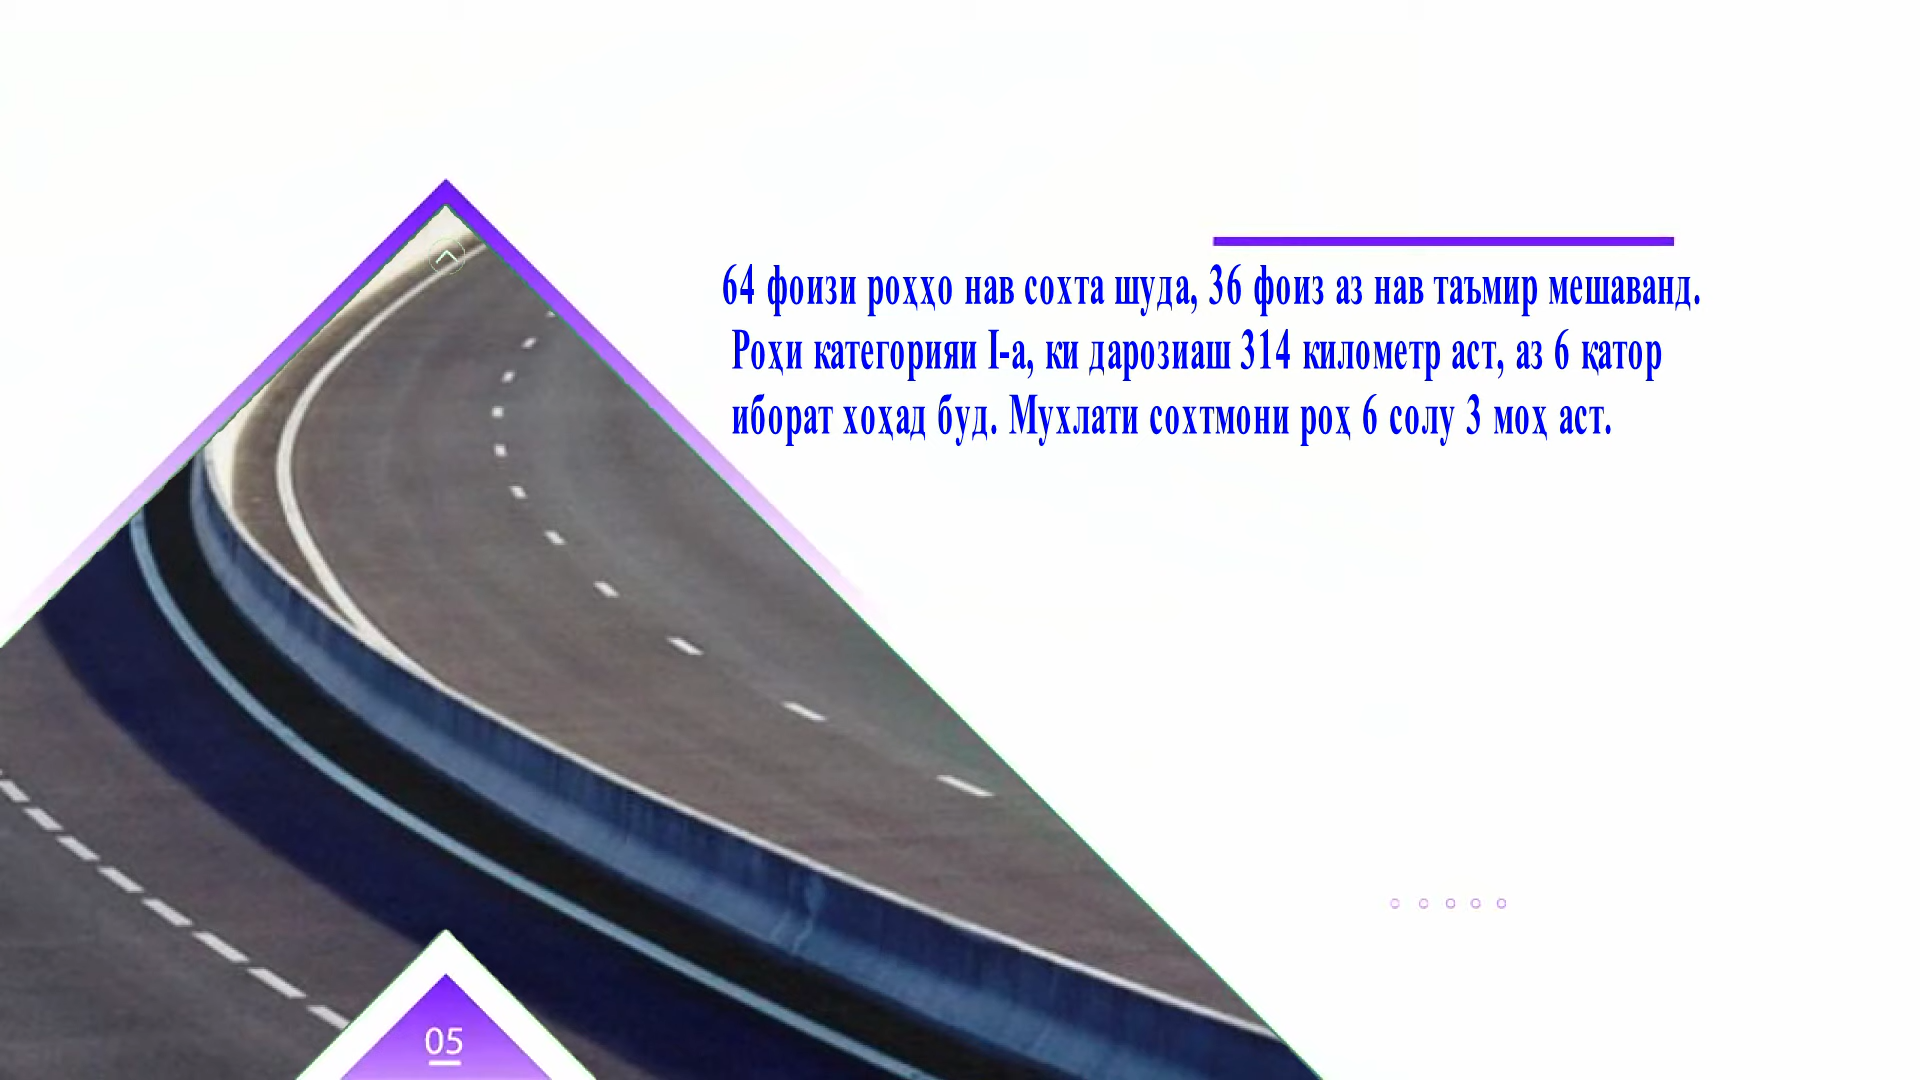 64 фоизи роҳҳо нав сохта шуда, 36 фоиз аз нав таъмир мешаванд.
Роҳи категорияи I-а, ки дарозиаш 314 километр аст, аз 6 қатор
иборат хоҳад буд. Мухлати сохтмони роҳ 6 солу 3 моҳ аст.
05